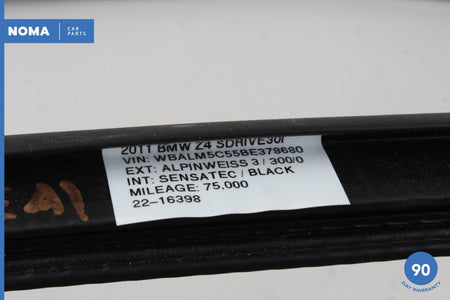 NOMA
CAR
PARTS
2011 BMW Z4 SDRIVE30I
VIN: WBALM5C55BE378680
EXT: ALPINWEISS 3 / 300/0
INT: SENSATEC / BLACK
MILEAGE: 75,000
22-16398
90
DAY WARRANTY